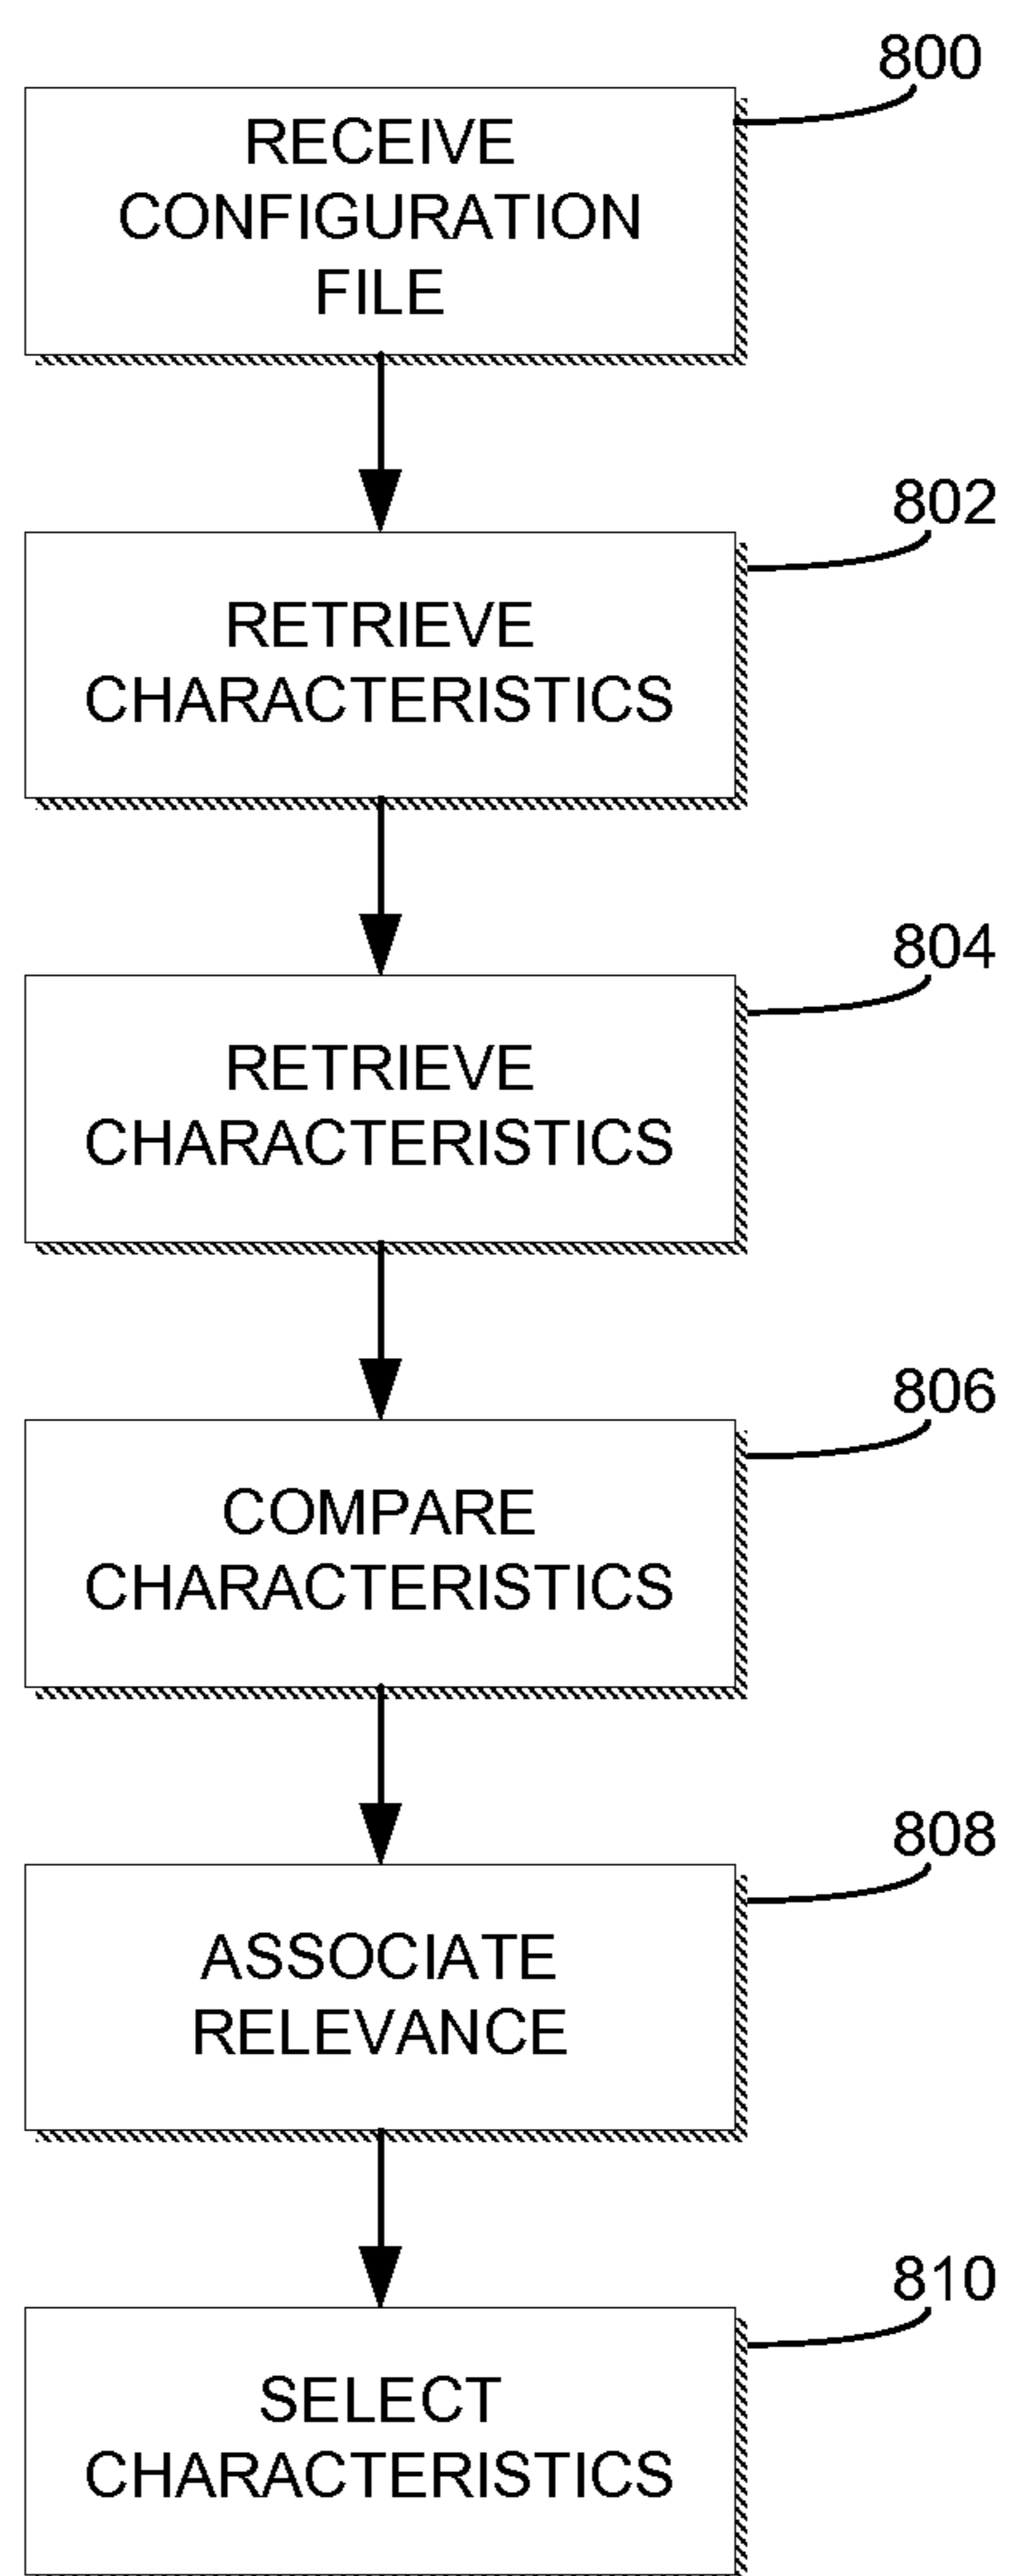 800
RECEIVE
CONFIGURATION
FILE
802
RETRIEVE
CHARACTERISTICS
804
RETRIEVE
CHARACTERISTICS
806
COMPARE
CHARACTERISTICS
808
ASSOCIATE
RELEVANCE
810
SELECT
CHARACTERISTICS